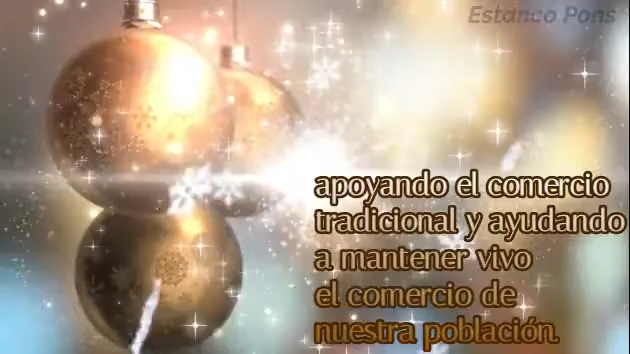 Estanco Pons
apoyando el comercio
tradicional y ayudando
a mantener vivo
el comercio de
nuestra población.